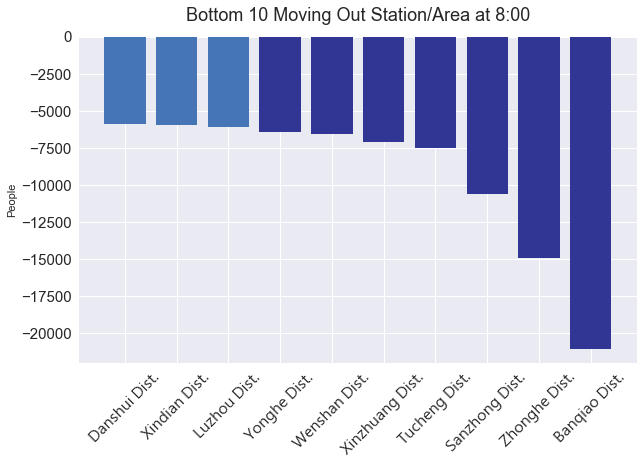 Bottom 10 Moving Out Station/Area at 8:00
0
−2500
−5000
−7500
−10000
−12500
−15000
−17500
−20000
People
Danshui Dist.
Xindian Dist.
Luzhou Dist.
Yonghe Dist.
Wenshan Dist.
Xinzhuang Dist.
Tucheng Dist.
Sanzhong Dist.
Zhonghe Dist.
Banqiao Dist.